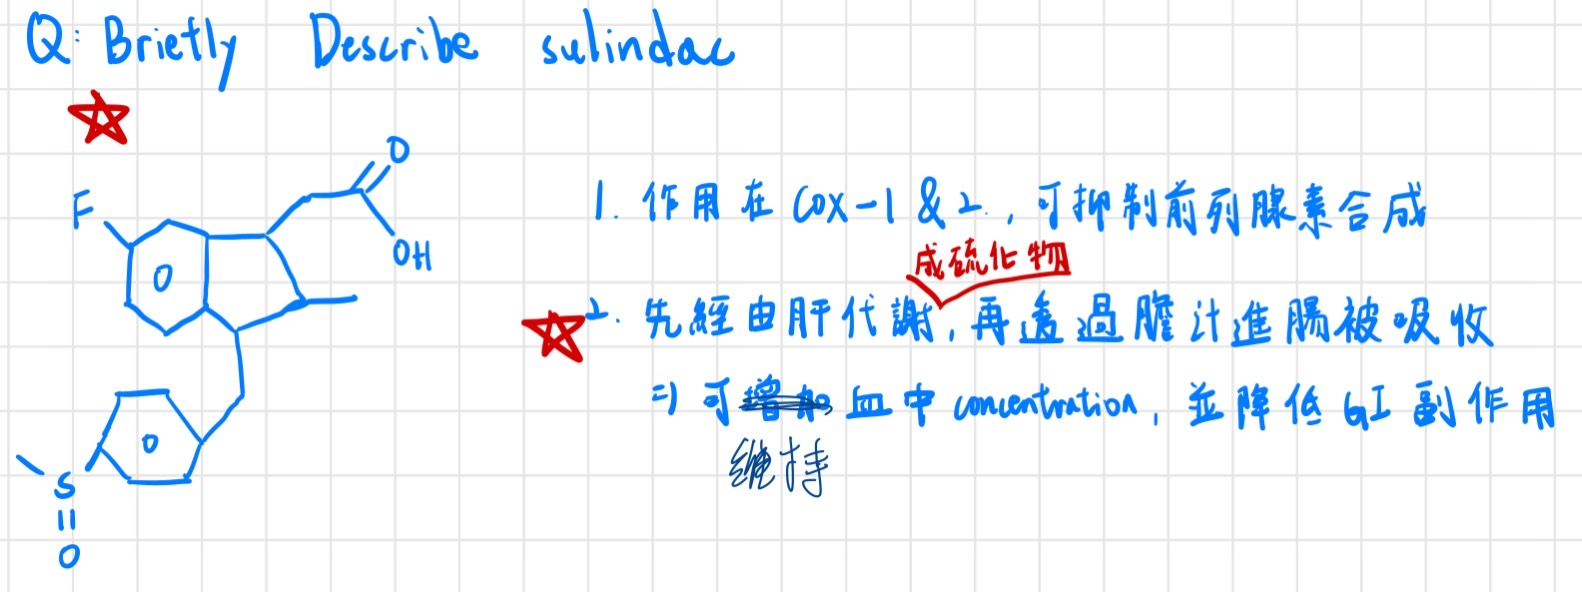 Q: Briefly Describe sulindac
F
O
OH
S
O
1. 作用在 COX-1 & 2.,可抑制前列腺素合成
成硫化物
2. 先經由肝代謝,再透過膽汁進腸被吸收
=) 可增加血中 concentration, 並降低 GI 副作用
維持